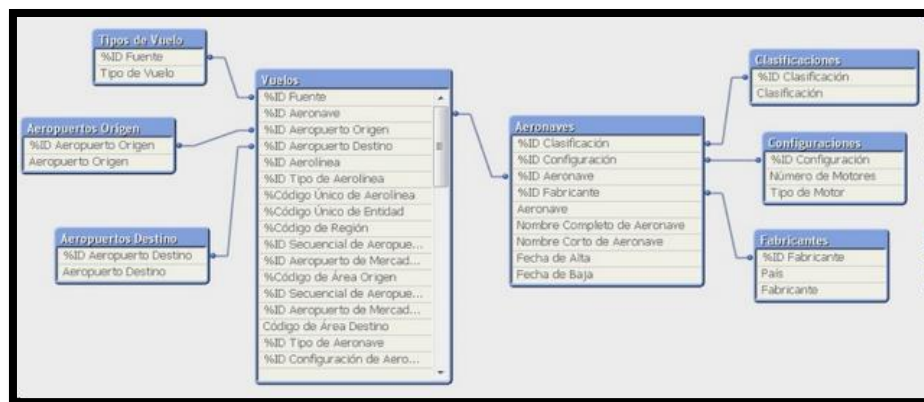 Tipos de Vuelo
%ID Fuente
Tipo de Vuelo
Aeropuertos Origen
%ID Aeropuerto Origen
Aeropuerto Origen
Aeropuertos Destino
%ID Aeropuerto Destino
Aeropuerto Destino
Vuelos
%ID Fuente
%ID Aeronave
%ID Aeropuerto Origen
%ID Aeropuerto Destino
%ID Aerolínea
%ID Tipo de Aerolínea
%Código Único de Aerolínea
%Código Único de Entidad
%Código de Región
%ID Secuencial de Aeropue...
%ID Aeropuerto de Mercad...
%Código de Área Origen
%ID Secuencial de Aeropue...
%ID Aeropuerto de Mercad...
Código de Área Destino
%ID Tipo de Aeronave
%ID Configuración de Aero...
Aeronaves
%ID Clasificación
%ID Configuración
%ID Aeronave
%ID Fabricante
Aeronave
Nombre Completo de Aeronave
Nombre Corto de Aeronave
Fecha de Alta
Fecha de Baja
Clasificaciones
%ID Clasificación
Clasificación
Configuraciones
%ID Configuración
Número de Motores
Tipo de Motor
Fabricantes
%ID Fabricante
País
Fabricante